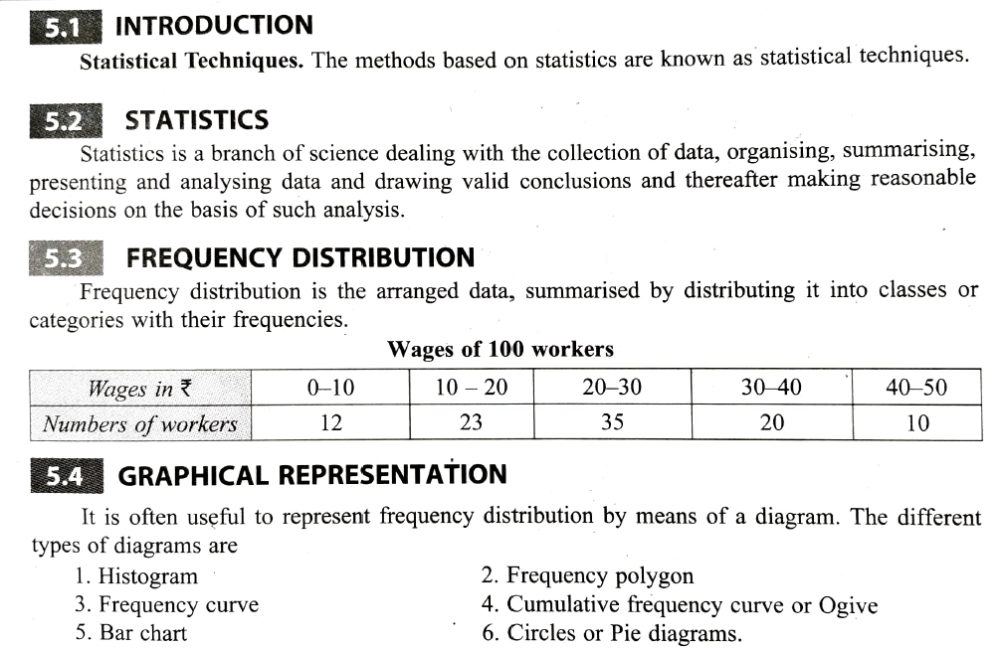 5.1 INTRODUCTION
Statistical Techniques. The methods based on statistics are known as statistical techniques.
5.2 STATISTICS
Statistics is a branch of science dealing with the collection of data, organising, summarising,
presenting and analysing data and drawing valid conclusions and thereafter making reasonable
decisions on the basis of such analysis.
5.3 FREQUENCY DISTRIBUTION
Frequency distribution is the arranged data, summarised by distributing it into classes or
categories with their frequencies.
Wages of 100 workers
Wages in ₹ 0–10 10 – 20 20–30 30–40 40–50
Numbers of workers 12 23 35 20 10
5.4 GRAPHICAL REPRESENTATION
It is often useful to represent frequency distribution by means of a diagram. The different
types of diagrams are
1. Histogram 2. Frequency polygon
3. Frequency curve 4. Cumulative frequency curve or Ogive
5. Bar chart 6. Circles or Pie diagrams.